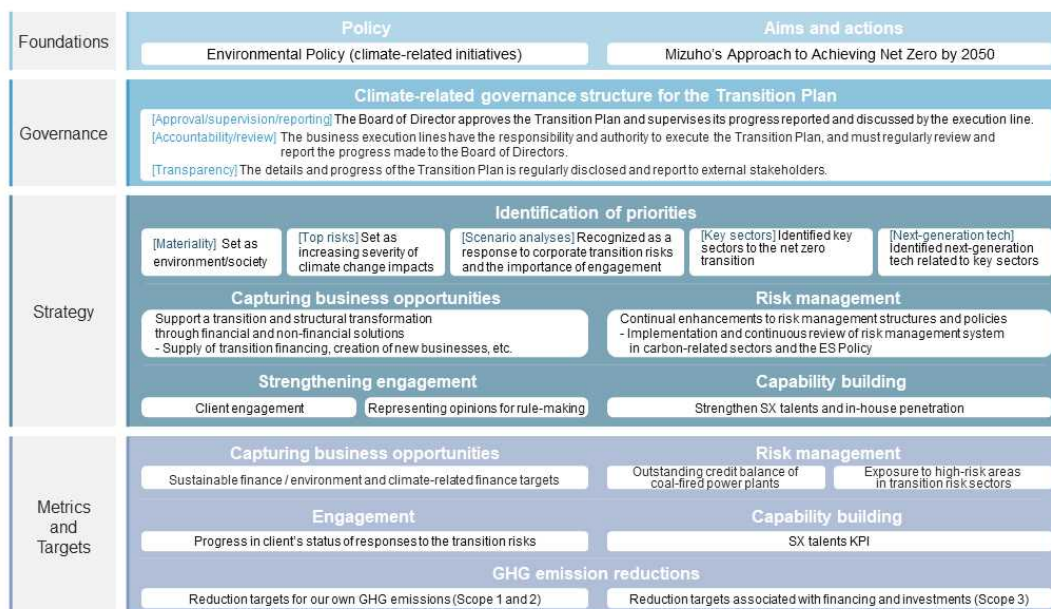 Foundations
Policy
Environmental Policy (climate-related initiatives)
Aims and actions
Mizuho's Approach to Achieving Net Zero by 2050
Governance
Climate-related governance structure for the Transition Plan
[Approval/supervision/reporting] The Board of Director approves the Transition Plan and supervises its progress reported and discussed by the execution line.
[Accountability/review] The business execution lines have the responsibility and authority to execute the Transition Plan, and must regularly review and
report the progress made to the Board of Directors.
[Transparency] The details and progress of the Transition Plan is regularly disclosed and report to external stakeholders.
Strategy
Identification of priorities
[Materiality] Set as
environment/society
[Top risks] Set as
increasing severity of
climate change impacts
[Scenario analyses] Recognized as a
response to corporate transition risks
and the importance of engagement
[Key sectors] Identified key
sectors to the net zero
transition
[Next-generation tech]
Identified next-generation
tech related to key sectors
Capturing business opportunities
Support a transition and structural transformation
through financial and non-financial solutions
- Supply of transition financing, creation of new businesses, etc.
Risk management
Continual enhancements to risk management structures and policies
- Implementation and continuous review of risk management system
in carbon-related sectors and the ES Policy
Strengthening engagement
Client engagement
Representing opinions for rule-making
Capability building
Strengthen SX talents and in-house penetration
Metrics
and
Targets
Capturing business opportunities
Sustainable finance / environment and climate-related finance targets
Risk management
Outstanding credit balance of
coal-fired power plants
Exposure to high-risk areas
in transition risk sectors
Engagement
Progress in client's status of responses to the transition risks
Capability building
SX talents KPI
GHG emission reductions
Reduction targets for our own GHG emissions (Scope 1 and 2)
Reduction targets associated with financing and investments (Scope 3)